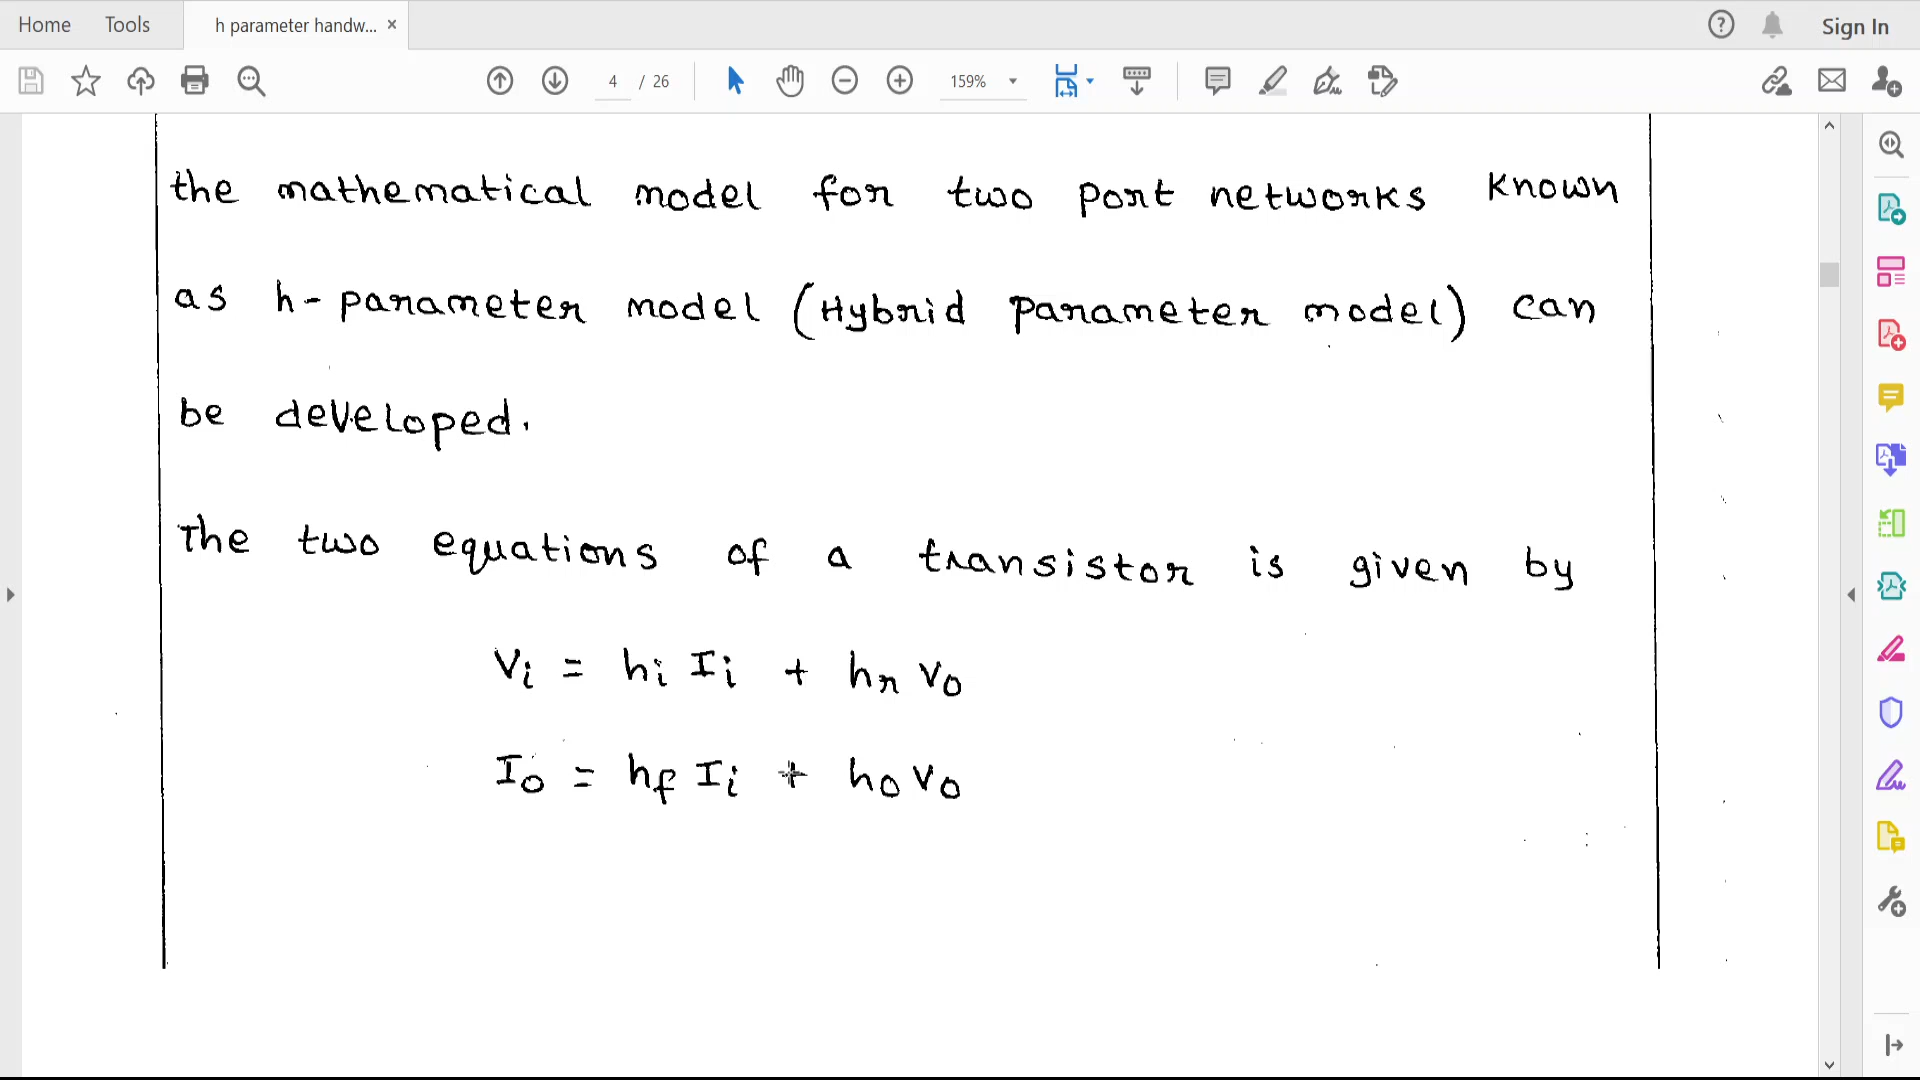 Home Tools h parameter handw... ×
Sign In
4 / 26 159%
the mathematical model for two port networks known
as h-parameter model (Hybrid parameter model) can
be developed.
The two equations of a transistor is given by
Vi = hi Ii + hr Vo
Io = hf Ii + ho Vo